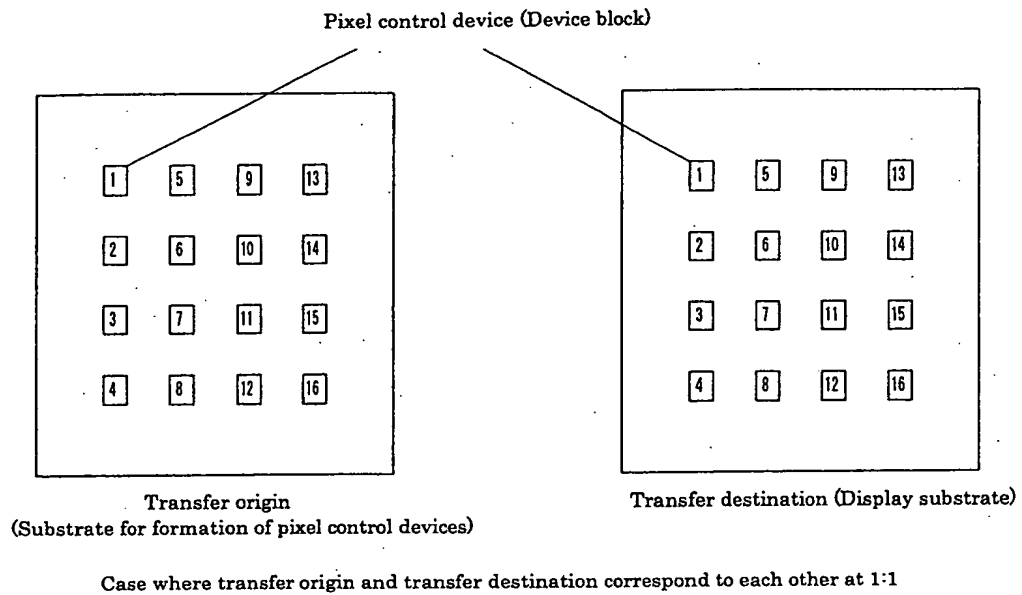 Pixel control device (Device block)
1 5 9 13
2 6 10 14
3 7 11 15
4 8 12 16
1 5 9 13
2 6 10 14
3 7 11 15
4 8 12 16
Transfer origin
(Substrate for formation of pixel control devices)
Transfer destination (Display substrate)
Case where transfer origin and transfer destination correspond to each other at 1:1